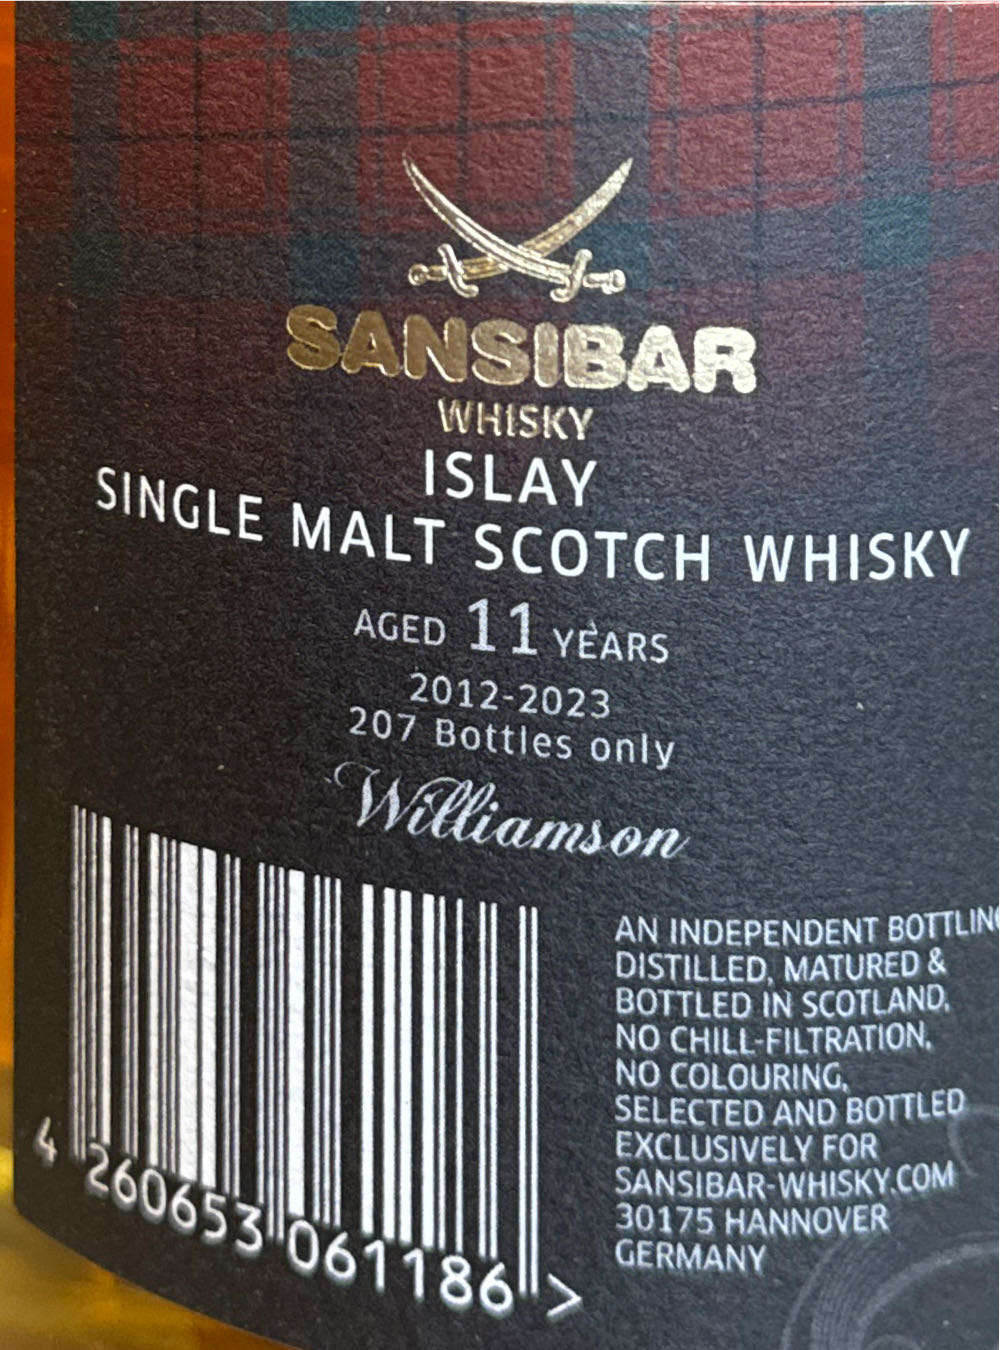 SANSIBAR
WHISKY
ISLAY
SINGLE MALT SCOTCH WHISKY
AGED 11 YEARS
2012-2023
207 Bottles only
Williamson
AN INDEPENDENT BOTTLING
DISTILLED, MATURED &
BOTTLED IN SCOTLAND.
NO CHILL-FILTRATION.
NO COLOURING.
SELECTED AND BOTTLED
EXCLUSIVELY FOR
SANSIBAR-WHISKY.COM
30175 HANNOVER
GERMANY
4 260653 061186 >